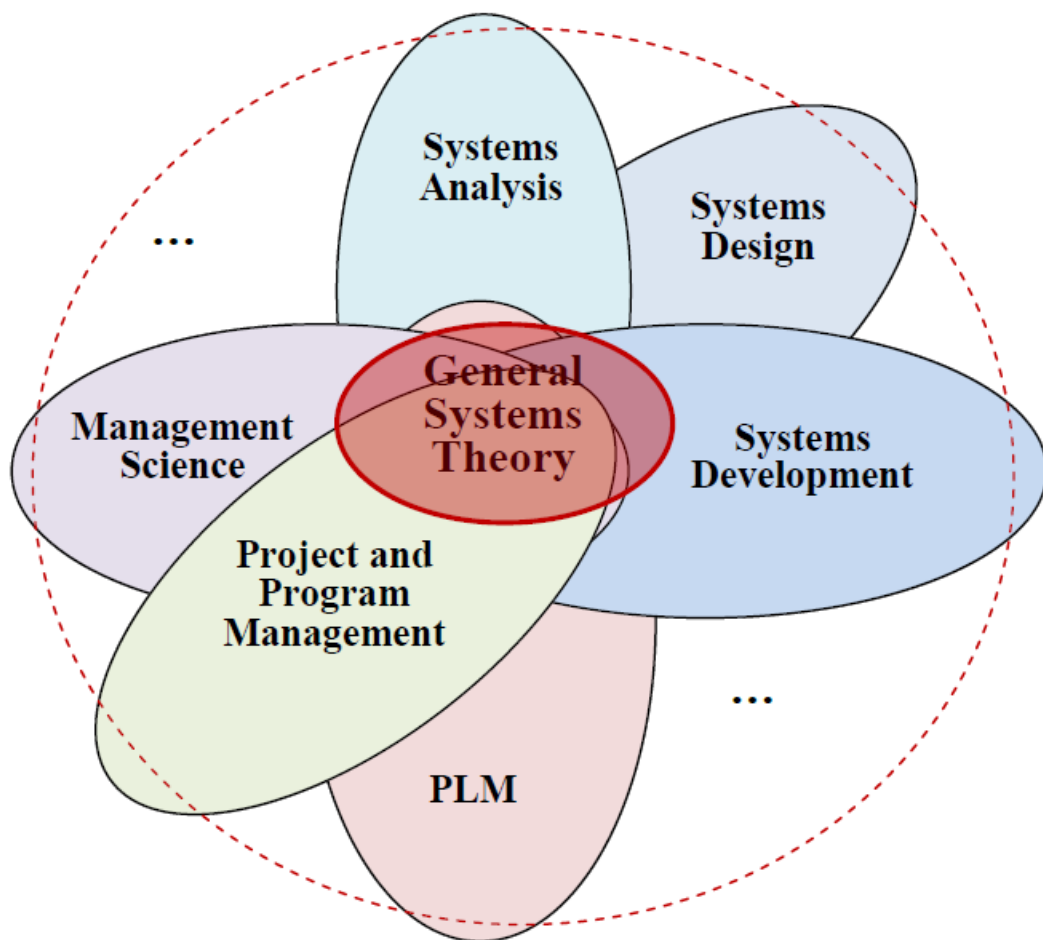 Systems
Analysis
Systems
Design
...
General
Systems
Theory
Management
Science
Systems
Development
Project and
Program
Management
...
PLM